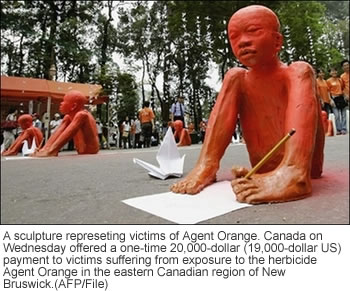 A sculpture represeting victims of Agent Orange. Canada on
Wednesday offered a one-time 20,000-dollar (19,000-dollar US)
payment to victims suffering from exposure to the herbicide
Agent Orange in the eastern Canadian region of New
Bruswick.(AFP/File)